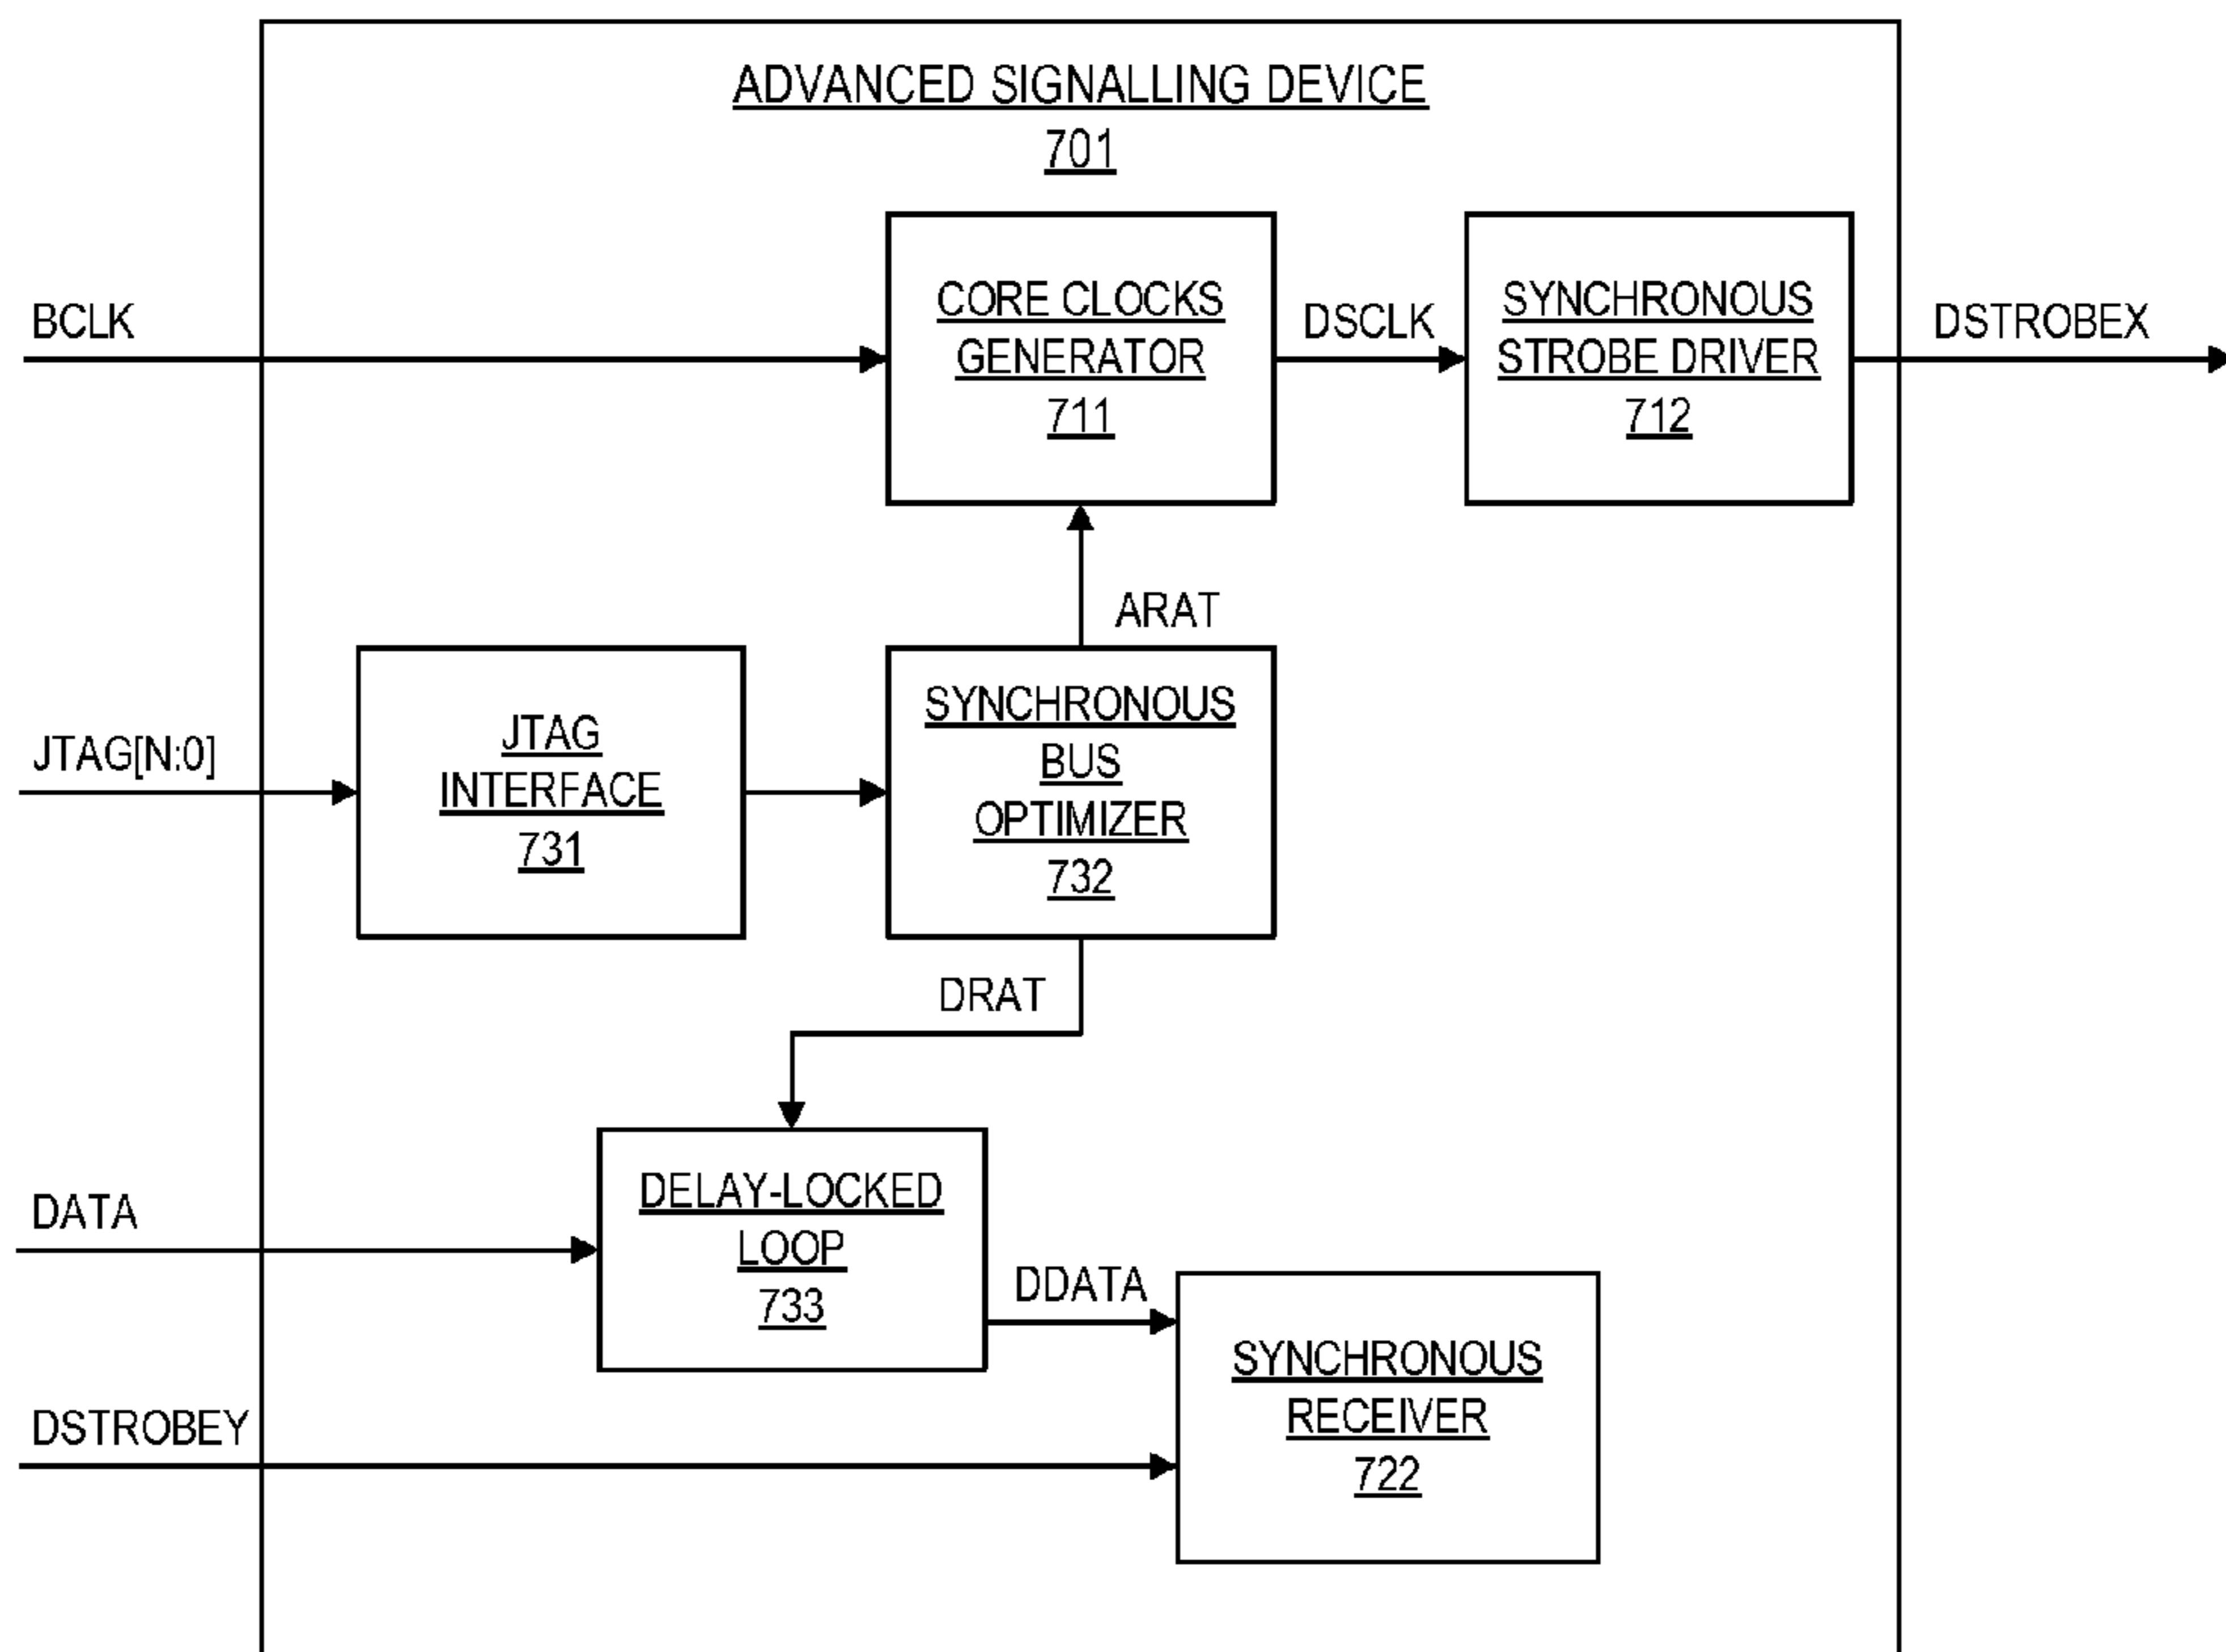 ADVANCED SIGNALLING DEVICE
701
BCLK
CORE CLOCKS
GENERATOR
711
DSCLK
SYNCHRONOUS
STROBE DRIVER
712
DSTROBEX
ARAT
JTAG[N:0]
JTAG
INTERFACE
731
SYNCHRONOUS
BUS
OPTIMIZER
732
DRAT
DATA
DELAY-LOCKED
LOOP
733
DDATA
DSTROBEY
SYNCHRONOUS
RECEIVER
722